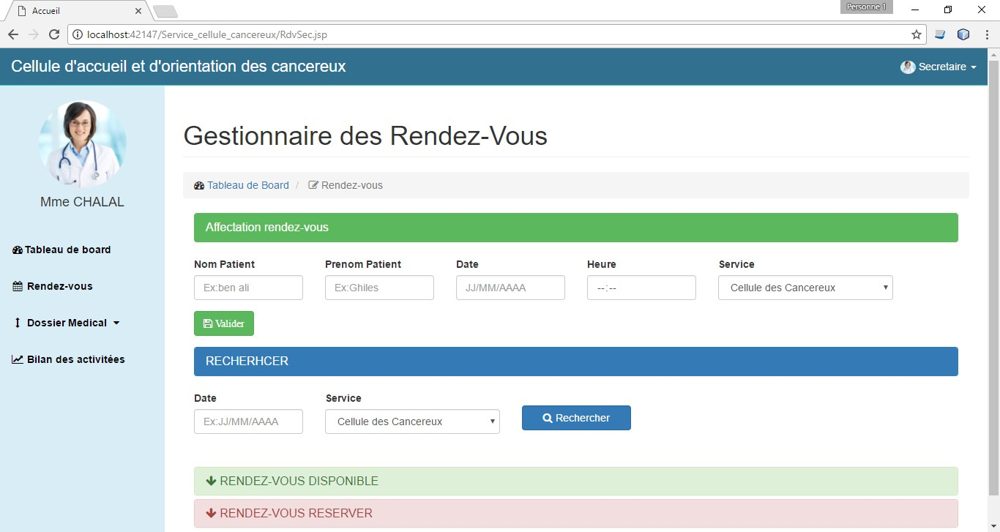 Accueil
Personne 1
localhost:42147/Service_cellule_cancereux/RdvSec.jsp
Cellule d'accueil et d'orientation des cancereux
Secretaire
Mme CHALAL
Tableau de board
Rendez-vous
Dossier Medical
Bilan des activitées
Gestionnaire des Rendez-Vous
Tableau de Board / Rendez-vous
Affectation rendez-vous
Nom Patient Prenom Patient Date Heure Service
Ex:ben ali Ex:Ghiles JJ/MM/AAAA --:-- Cellule des Cancereux
Valider
RECHERHCER
Date Service
Ex:JJ/MM/AAAA Cellule des Cancereux Rechercher
RENDEZ-VOUS DISPONIBLE
RENDEZ-VOUS RESERVER